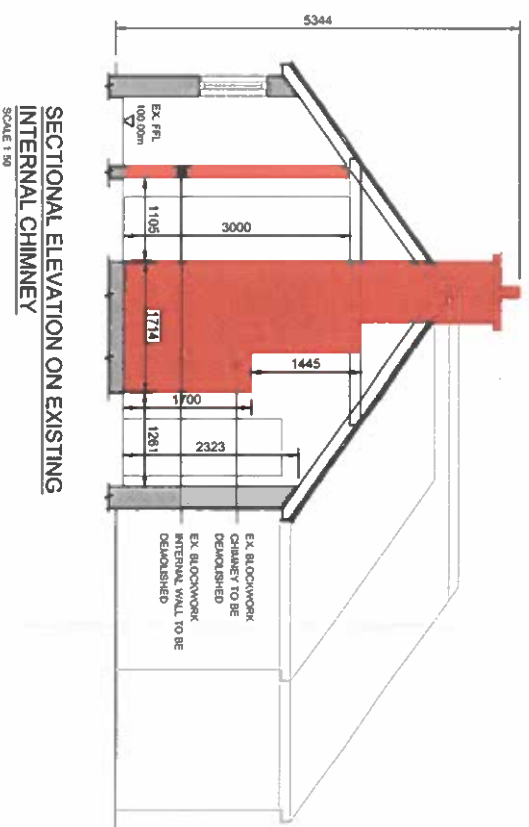 5344
EX. FFL
100.00m
1105
3000
1714
1445
1700
1261
2323
EX. BLOCKWORK
CHIMNEY TO BE
DEMOLISHED
EX. BLOCKWORK
INTERNAL WALL TO BE
DEMOLISHED
SECTIONAL ELEVATION ON EXISTING
INTERNAL CHIMNEY
SCALE 1:50